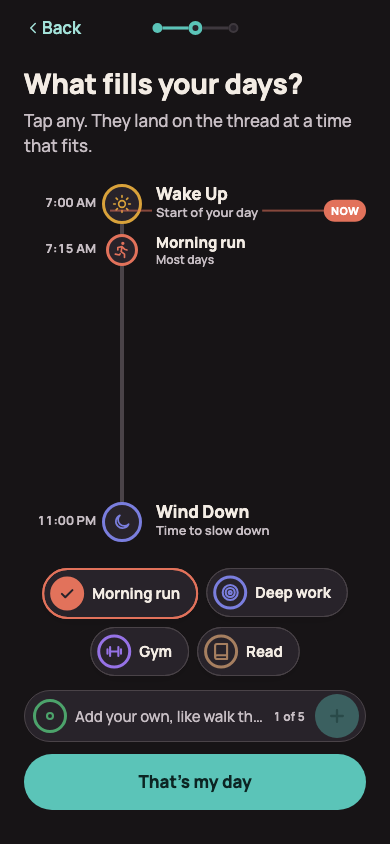 Back
What fills your days?
Tap any. They land on the thread at a time
that fits.
7:00 AM
Wake Up
Start of your day
NOW
7:15 AM
Morning run
Most days
11:00 PM
Wind Down
Time to slow down
Morning run
Deep work
Gym
Read
Add your own, like walk th...
1 of 5
That's my day